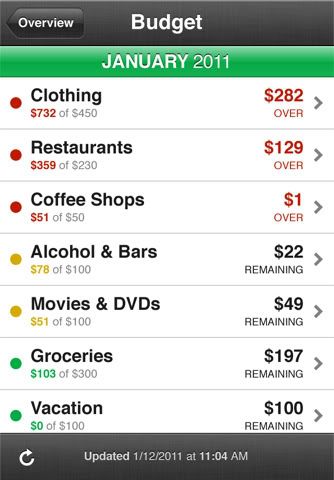 Overview
Budget
JANUARY 2011
Clothing
$282
$732 of $450
OVER
Restaurants
$129
$359 of $230
OVER
Coffee Shops
$1
$51 of $50
OVER
Alcohol & Bars
$22
$78 of $100
REMAINING
Movies & DVDs
$49
$51 of $100
REMAINING
Groceries
$197
$103 of $300
REMAINING
Vacation
$100
$0 of $100
REMAINING
Updated 1/12/2011 at 11:04 AM